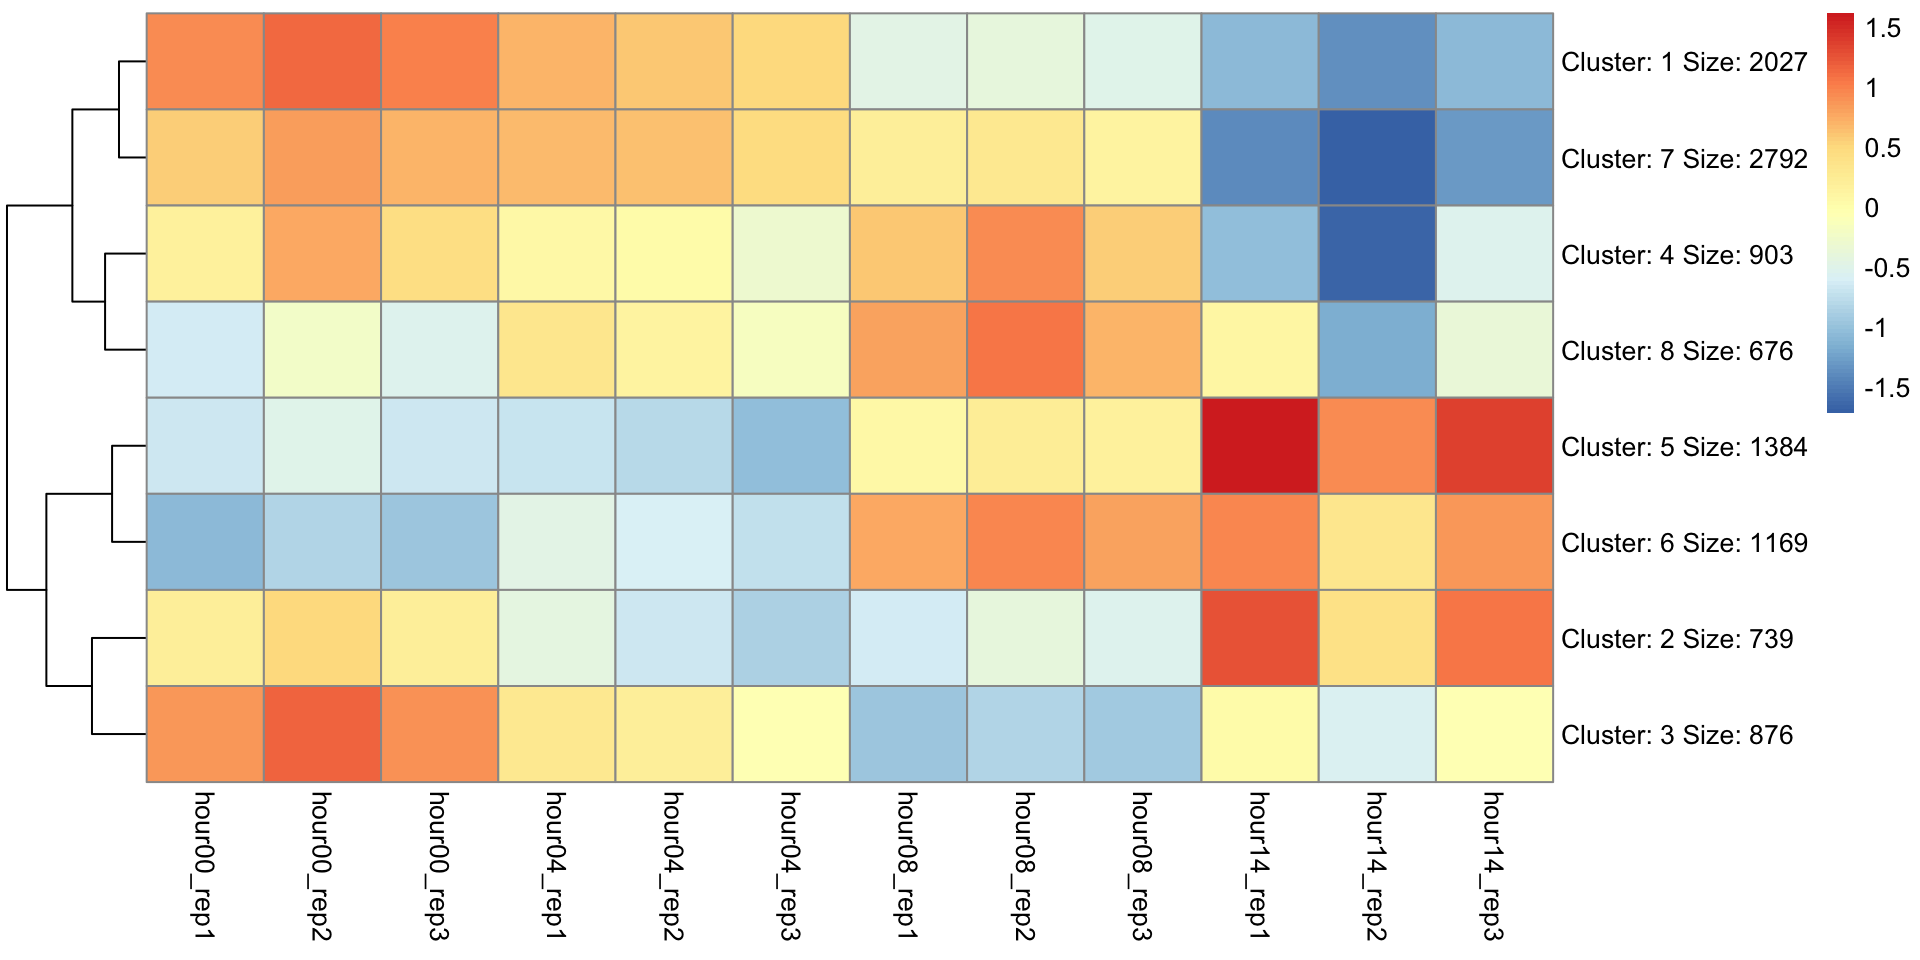 Cluster: 1 Size: 2027
Cluster: 7 Size: 2792
Cluster: 4 Size: 903
Cluster: 8 Size: 676
Cluster: 5 Size: 1384
Cluster: 6 Size: 1169
Cluster: 2 Size: 739
Cluster: 3 Size: 876
1.5
1
0.5
0
-0.5
-1
-1.5
hour00_rep1
hour00_rep2
hour00_rep3
hour04_rep1
hour04_rep2
hour04_rep3
hour08_rep1
hour08_rep2
hour08_rep3
hour14_rep1
hour14_rep2
hour14_rep3